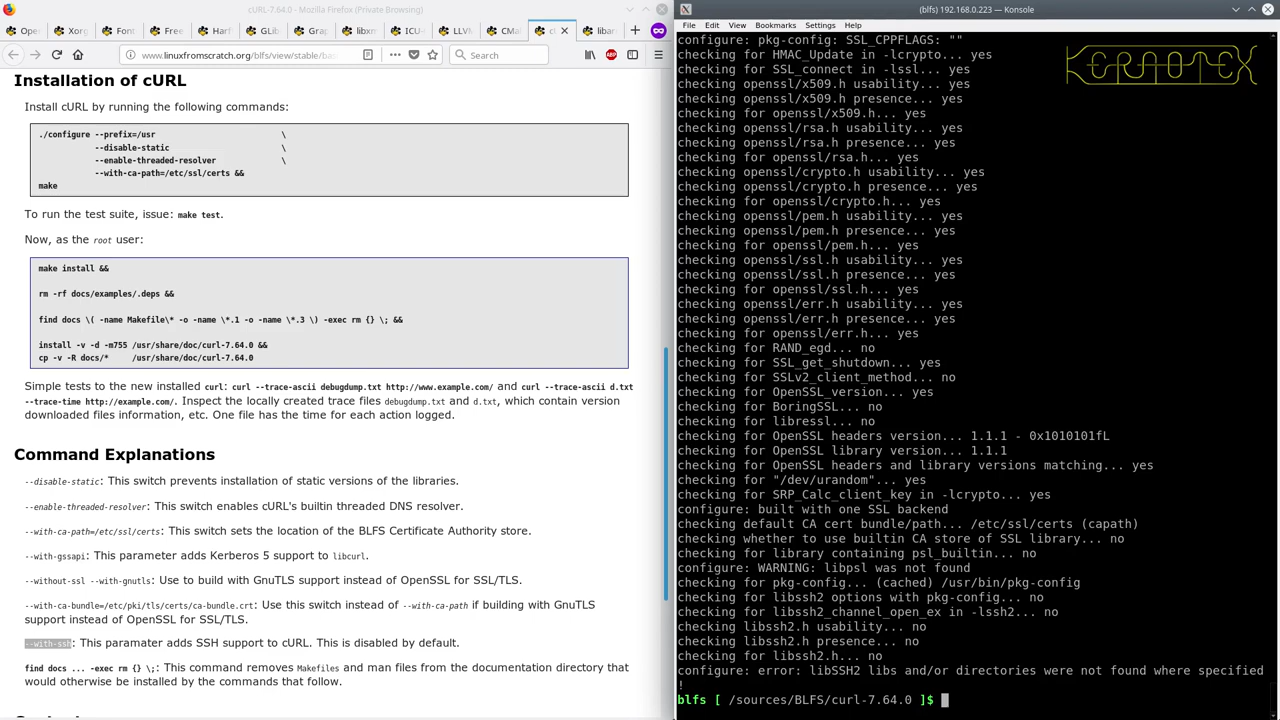 cURL-7.64.0 - Mozilla Firefox (Private Browsing)
Open
Kra
Font
Free
Harf
GLib
Grap
libxn
ICU-
LLVM
CMal
libar
www.linuxfromscratch.org/blfs/view/stable/bas
Search
Installation of cURL
Install cURL by running the following commands:
./configure --prefix=/usr \
--disable-static \
--enable-threaded-resolver \
--with-ca-path=/etc/ssl/certs &&
make
To run the test suite, issue: make test.
Now, as the root user:
make install &&
rm -rf docs/examples/.deps &&
find docs \( -name Makefile\* -o -name \*.1 -o -name \*.3 \) -exec rm {} \; &&
install -v -d -m755 /usr/share/doc/curl-7.64.0 &&
cp -v -R docs/* /usr/share/doc/curl-7.64.0
Simple tests to the new installed curl: curl --trace-ascii debugdump.txt http://www.example.com/ and curl --trace-ascii d.txt
--trace-time http://example.com/. Inspect the locally created trace files debugdump.txt and d.txt, which contain version
downloaded files information, etc. One file has the time for each action logged.
Command Explanations
--disable-static: This switch prevents installation of static versions of the libraries.
--enable-threaded-resolver: This switch enables cURL's builtin threaded DNS resolver.
--with-ca-path=/etc/ssl/certs: This switch sets the location of the BLFS Certificate Authority store.
--with-gssapi: This parameter adds Kerberos 5 support to libcurl.
--without-ssl --with-gnutls: Use to build with GnuTLS support instead of OpenSSL for SSL/TLS.
--with-ca-bundle=/etc/pki/tls/certs/ca-bundle.crt: Use this switch instead of --with-ca-path if building with GnuTLS
support instead of OpenSSL for SSL/TLS.
--with-ssh: This paramater adds SSH support to cURL. This is disabled by default.
find docs ... -exec rm {} \;: This command removes Makefiles and man files from the documentation directory that
would otherwise be installed by the commands that follow.
(blfs) 192.168.0.223 — Konsole
File Edit View Bookmarks Settings Help
KERNOTEX
configure: pkg-config: SSL_CPPFLAGS: ""
checking for HMAC_Update in -lcrypto... yes
checking for SSL_connect in -lssl... yes
checking openssl/x509.h usability... yes
checking openssl/x509.h presence... yes
checking for openssl/x509.h... yes
checking openssl/rsa.h usability... yes
checking openssl/rsa.h presence... yes
checking for openssl/rsa.h... yes
checking openssl/crypto.h usability... yes
checking openssl/crypto.h presence... yes
checking for openssl/crypto.h... yes
checking openssl/pem.h usability... yes
checking openssl/pem.h presence... yes
checking for openssl/pem.h... yes
checking openssl/ssl.h usability... yes
checking openssl/ssl.h presence... yes
checking for openssl/ssl.h... yes
checking openssl/err.h usability... yes
checking openssl/err.h presence... yes
checking for openssl/err.h... yes
checking for RAND_egd... no
checking for SSL_get_shutdown... yes
checking for SSLv2_client_method... no
checking for OpenSSL_version... yes
checking for BoringSSL... no
checking for libressl... no
checking for OpenSSL headers version... 1.1.1 - 0x1010101fL
checking for OpenSSL library version... 1.1.1
checking for OpenSSL headers and library versions matching... yes
checking for "/dev/urandom"... yes
checking for SRP_Calc_client_key in -lcrypto... yes
configure: built with one SSL backend
checking default CA cert bundle/path... /etc/ssl/certs (capath)
checking whether to use builtin CA store of SSL library... no
checking for library containing psl_builtin... no
configure: WARNING: libpsl was not found
checking for pkg-config... (cached) /usr/bin/pkg-config
checking for libssh2 options with pkg-config... no
checking for libssh2_channel_open_ex in -lssh2... no
checking libssh2.h usability... no
checking libssh2.h presence... no
checking for libssh2.h... no
configure: error: libSSH2 libs and/or directories were not found where specified
!
blfs [ /sources/BLFS/curl-7.64.0 ]$